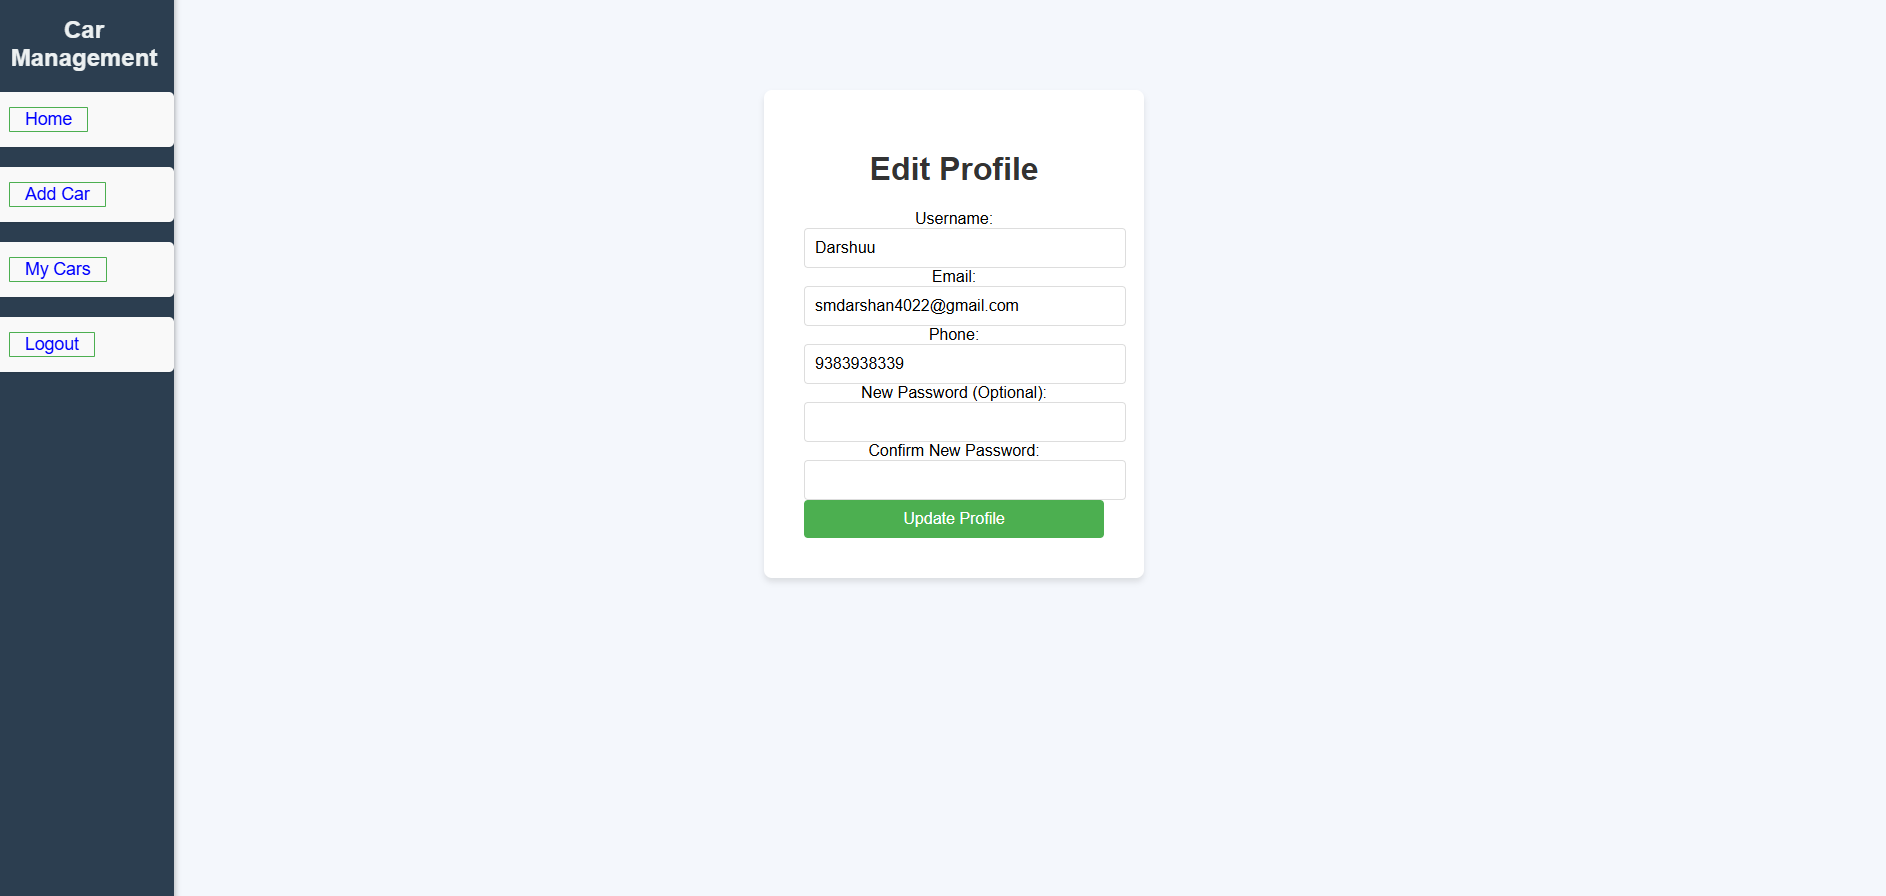 Car
Management
Home
Add Car
My Cars
Logout
Edit Profile
Username:
Darshuu
Email:
smdarshan4022@gmail.com
Phone:
9383938339
New Password (Optional):
Confirm New Password:
Update Profile